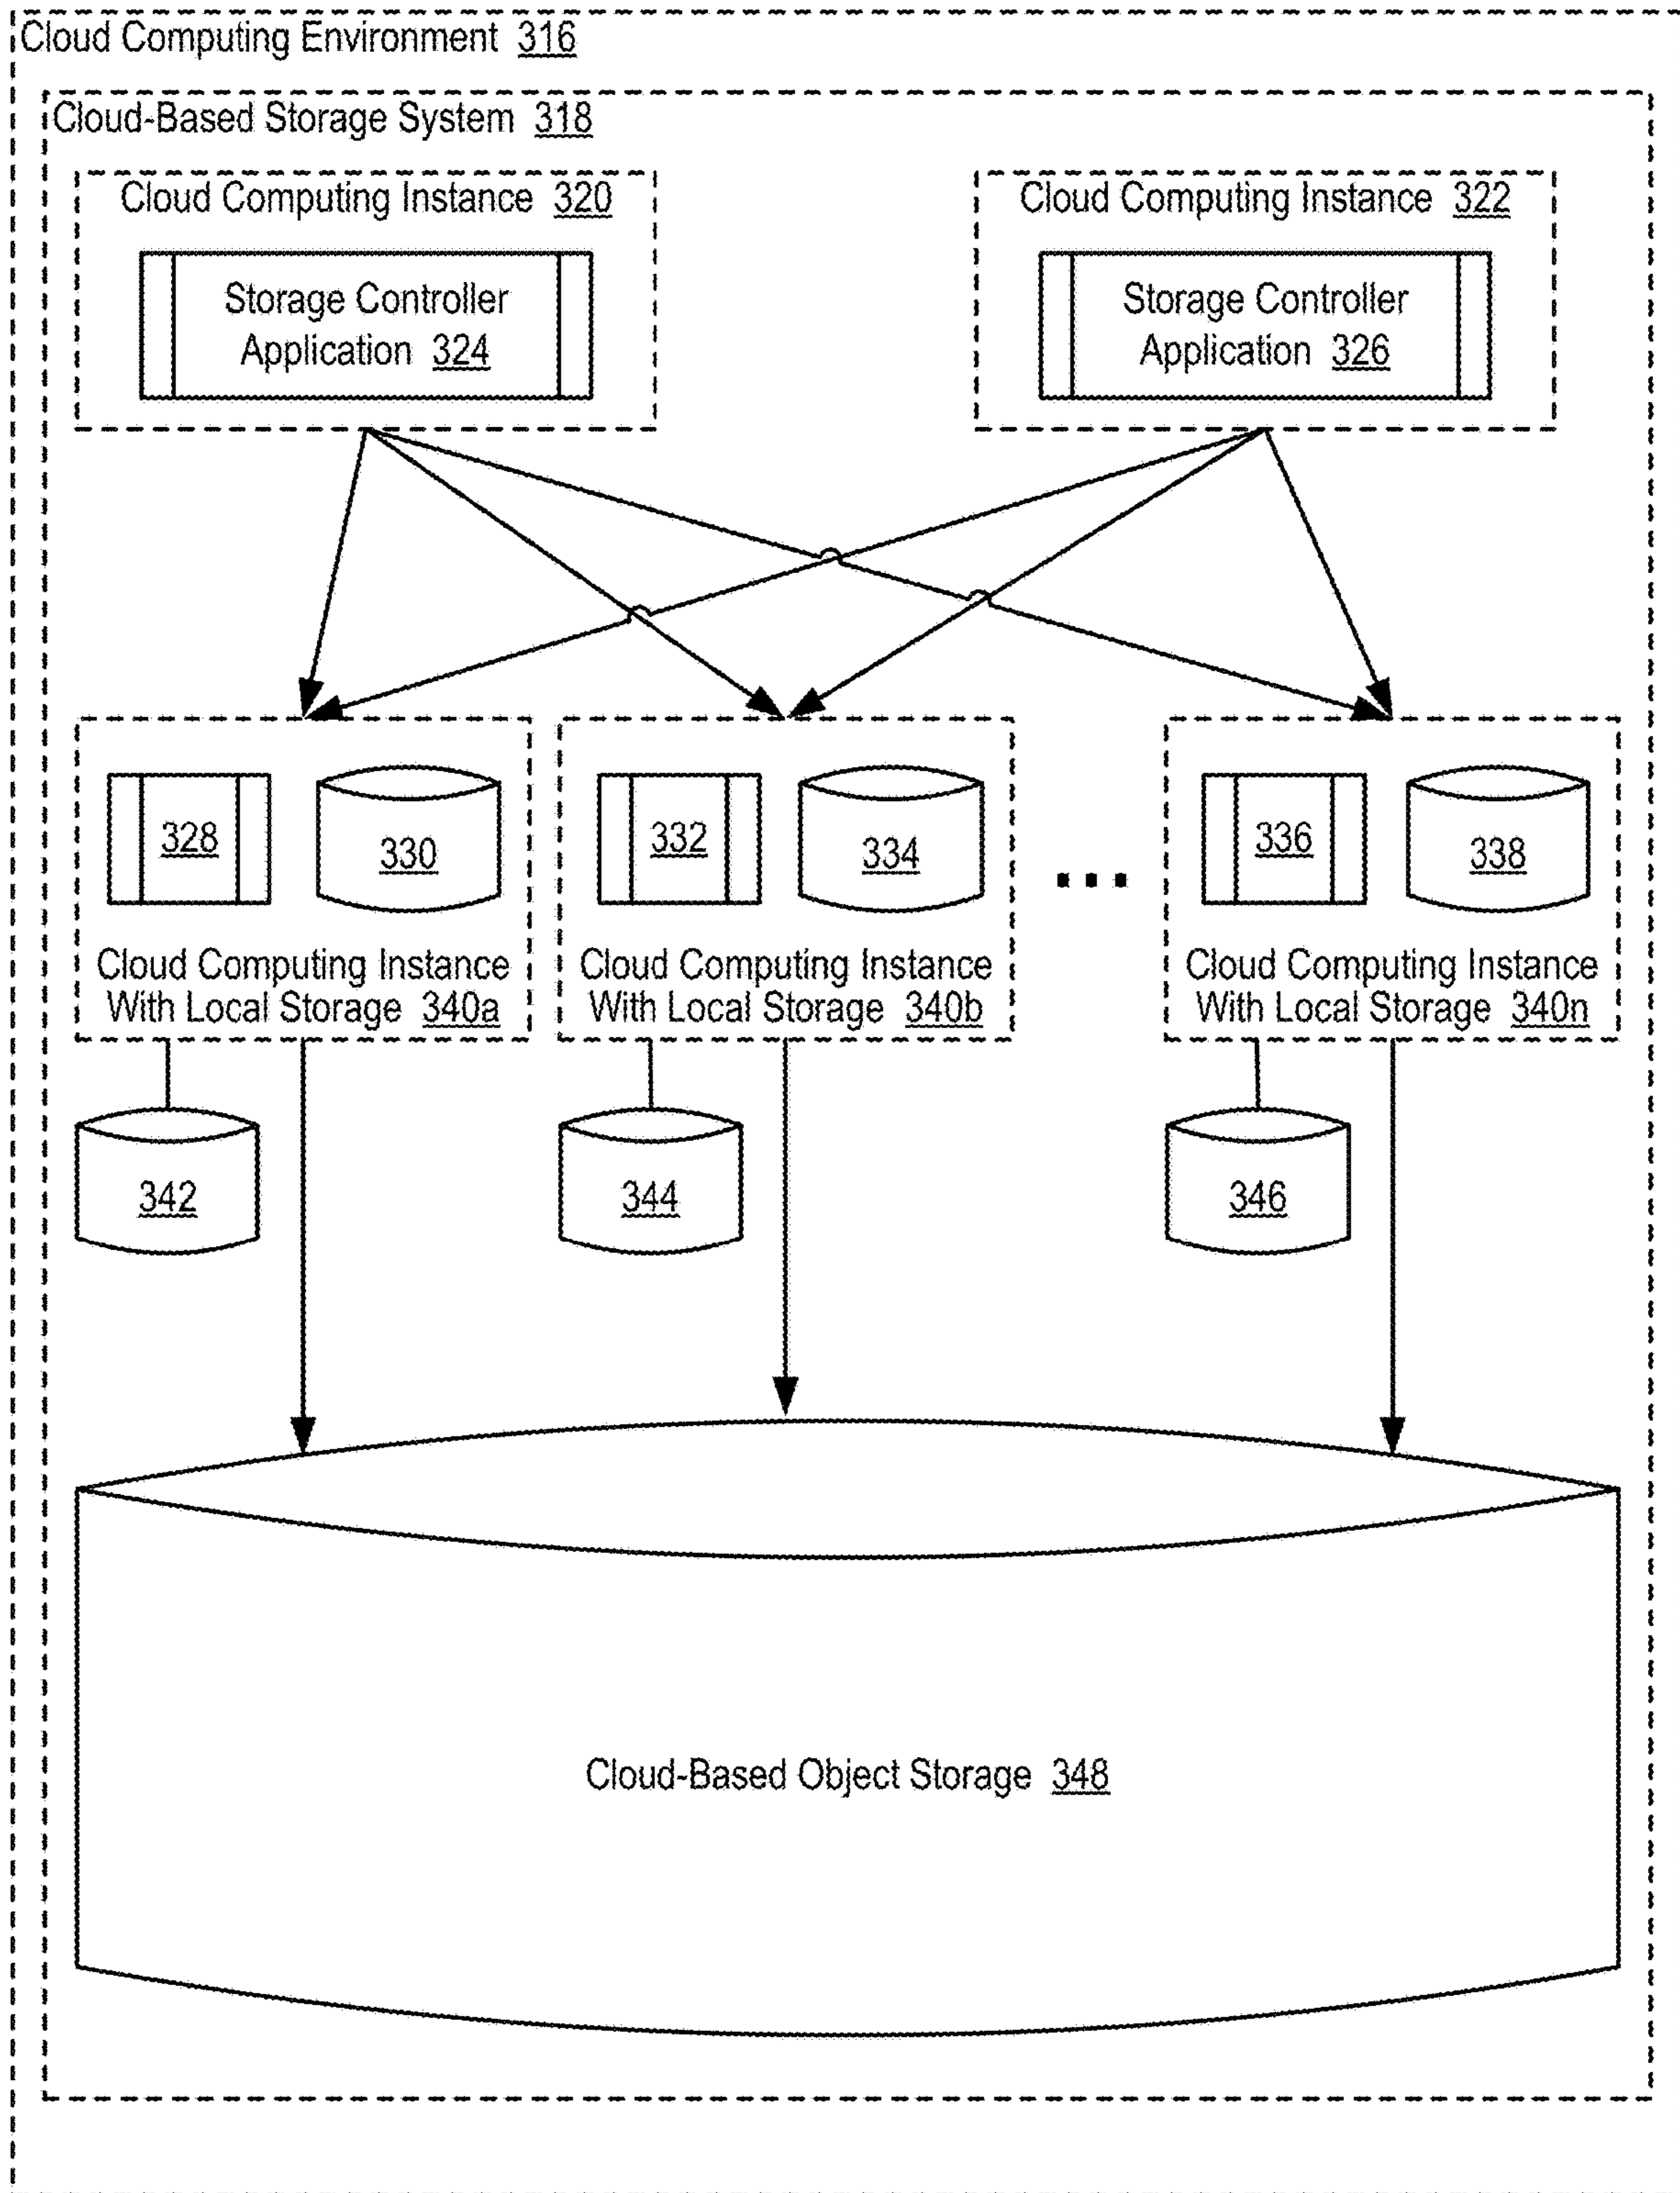 Cloud Computing Environment 316
Cloud-Based Storage System 318
Cloud Computing Instance 320
Storage Controller
Application 324
Cloud Computing Instance 322
Storage Controller
Application 326
328
330
Cloud Computing Instance
With Local Storage 340a
332
334
Cloud Computing Instance
With Local Storage 340b
...
336
338
Cloud Computing Instance
With Local Storage 340n
342
344
346
Cloud-Based Object Storage 348